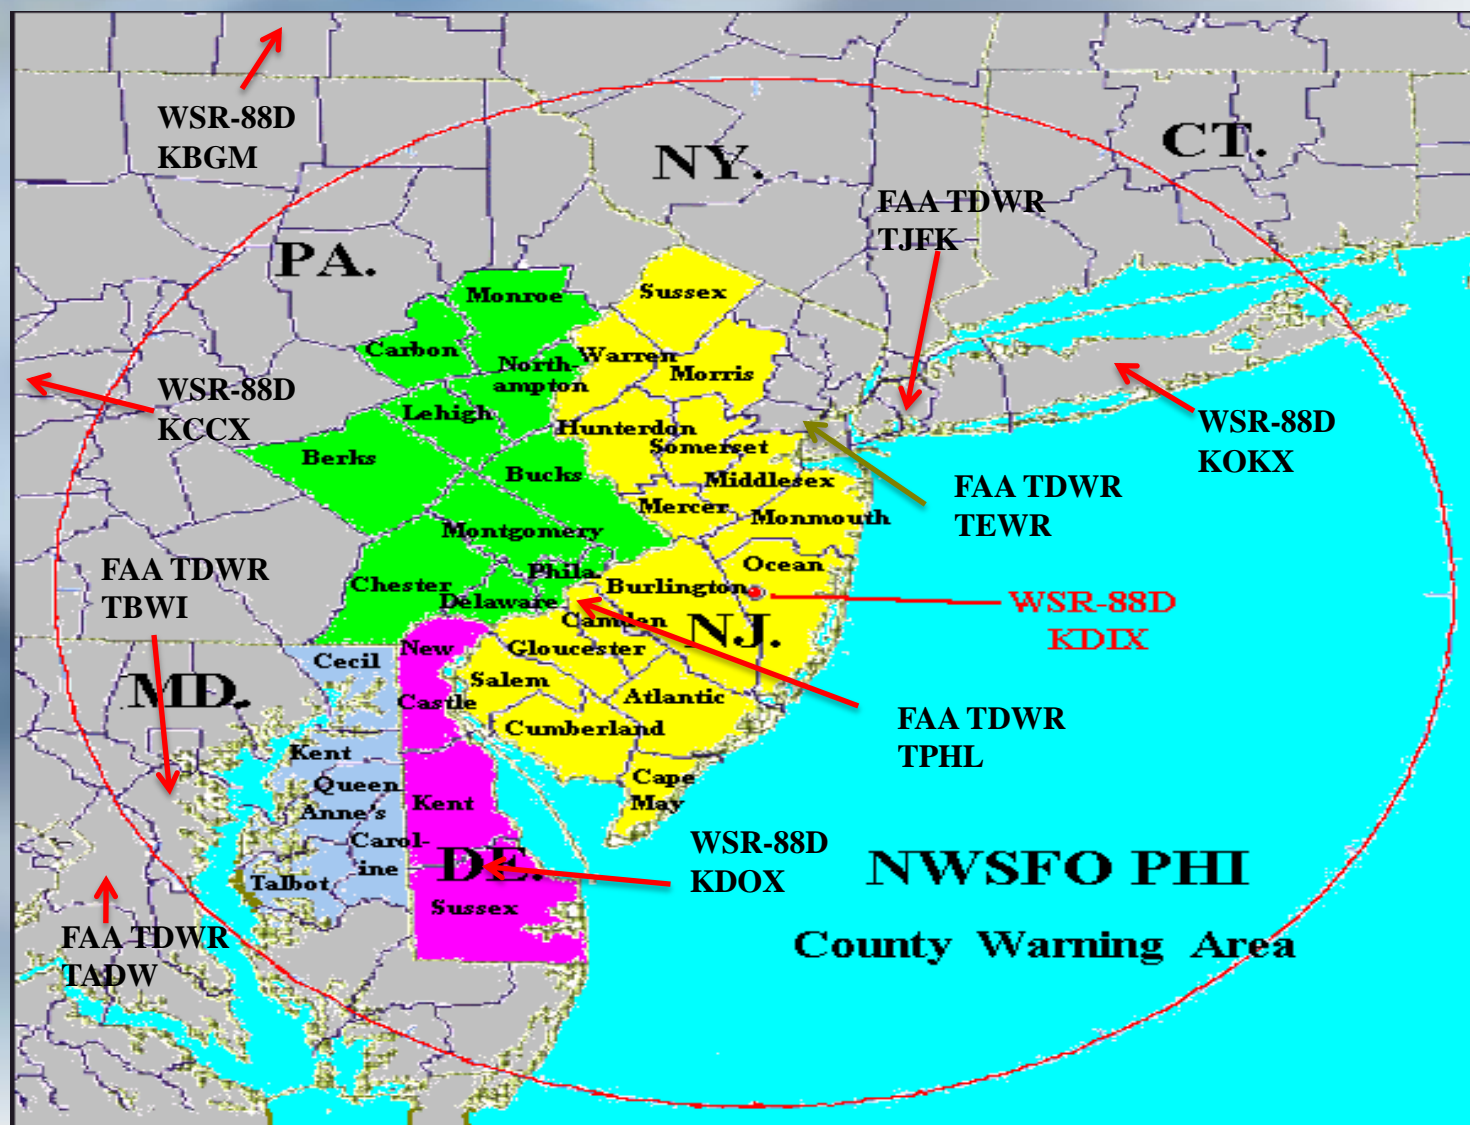 WSR-88D
KBGM
NY.
CT.
FAA TDWR
TJFK
PA.
Monroe
Sussex
Carbon
North-
ampton
Warren
Morris
WSR-88D
KCCX
Lehigh
Hunterdon
Somerset
WSR-88D
KOKX
Berks
Bucks
Middlesex
FAA TDWR
TEWR
Mercer
Monmouth
Montgomery
FAA TDWR
TBWI
Chester
Phila.
Delaware
Burlington
Ocean
WSR-88D
KDIX
Camden
NJ.
Cecil
New
Castle
Gloucester
Salem
Atlantic
MD.
Cumberland
FAA TDWR
TPHL
Kent
Queen
Anne's
Kent
Cape
May
Carol-
ine
Talbot
DE.
WSR-88D
KDOX
Sussex
NWSFO PHI
County Warning Area
FAA TDWR
TADW